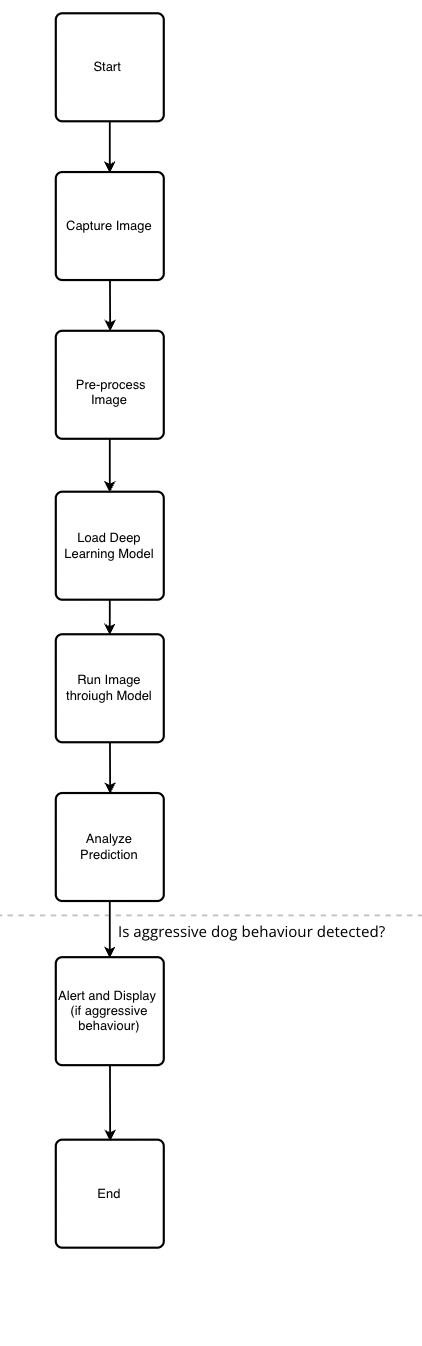 Start
Capture Image
Pre-process
Image
Load Deep
Learning Model
Run Image
throiugh Model
Analyze
Prediction
Is aggressive dog behaviour detected?
Alert and Display
(if aggressive
behaviour)
End